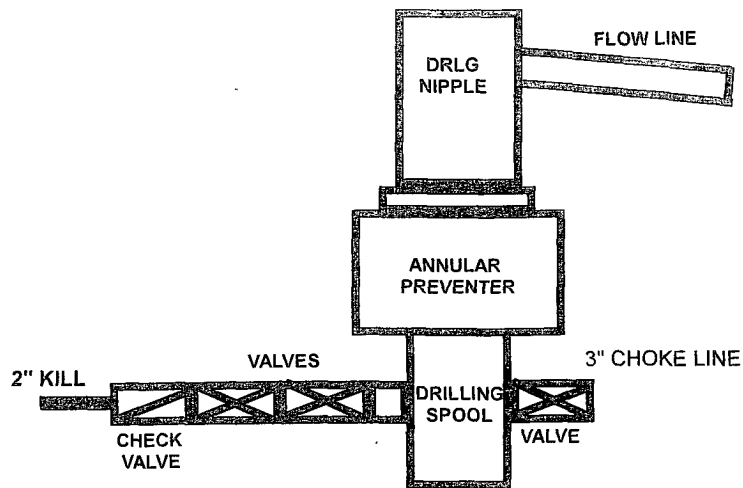 FLOW LINE
DRLG
NIPPLE
ANNULAR
PREVENTER
VALVES
3" CHOKE LINE
2" KILL
DRILLING
SPOOL
CHECK
VALVE
VALVE